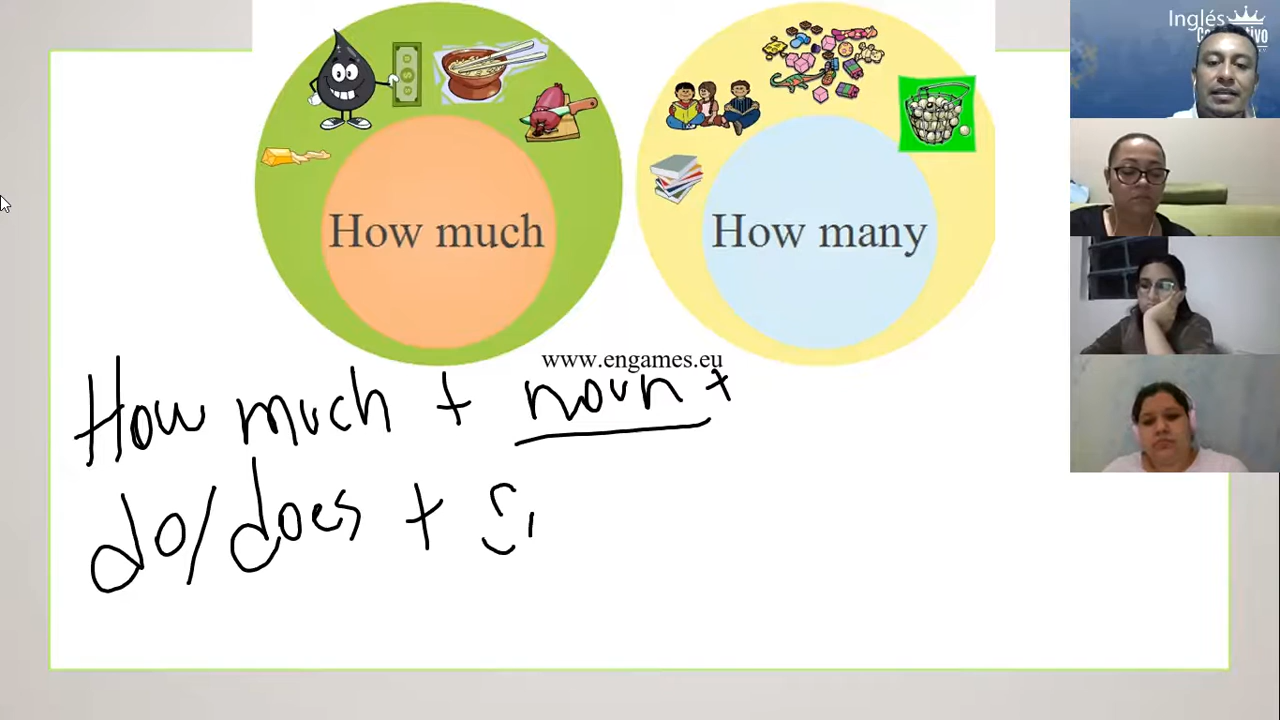 Inglés
How much
How many
www.engames.eu
How much + noun +
do/does +